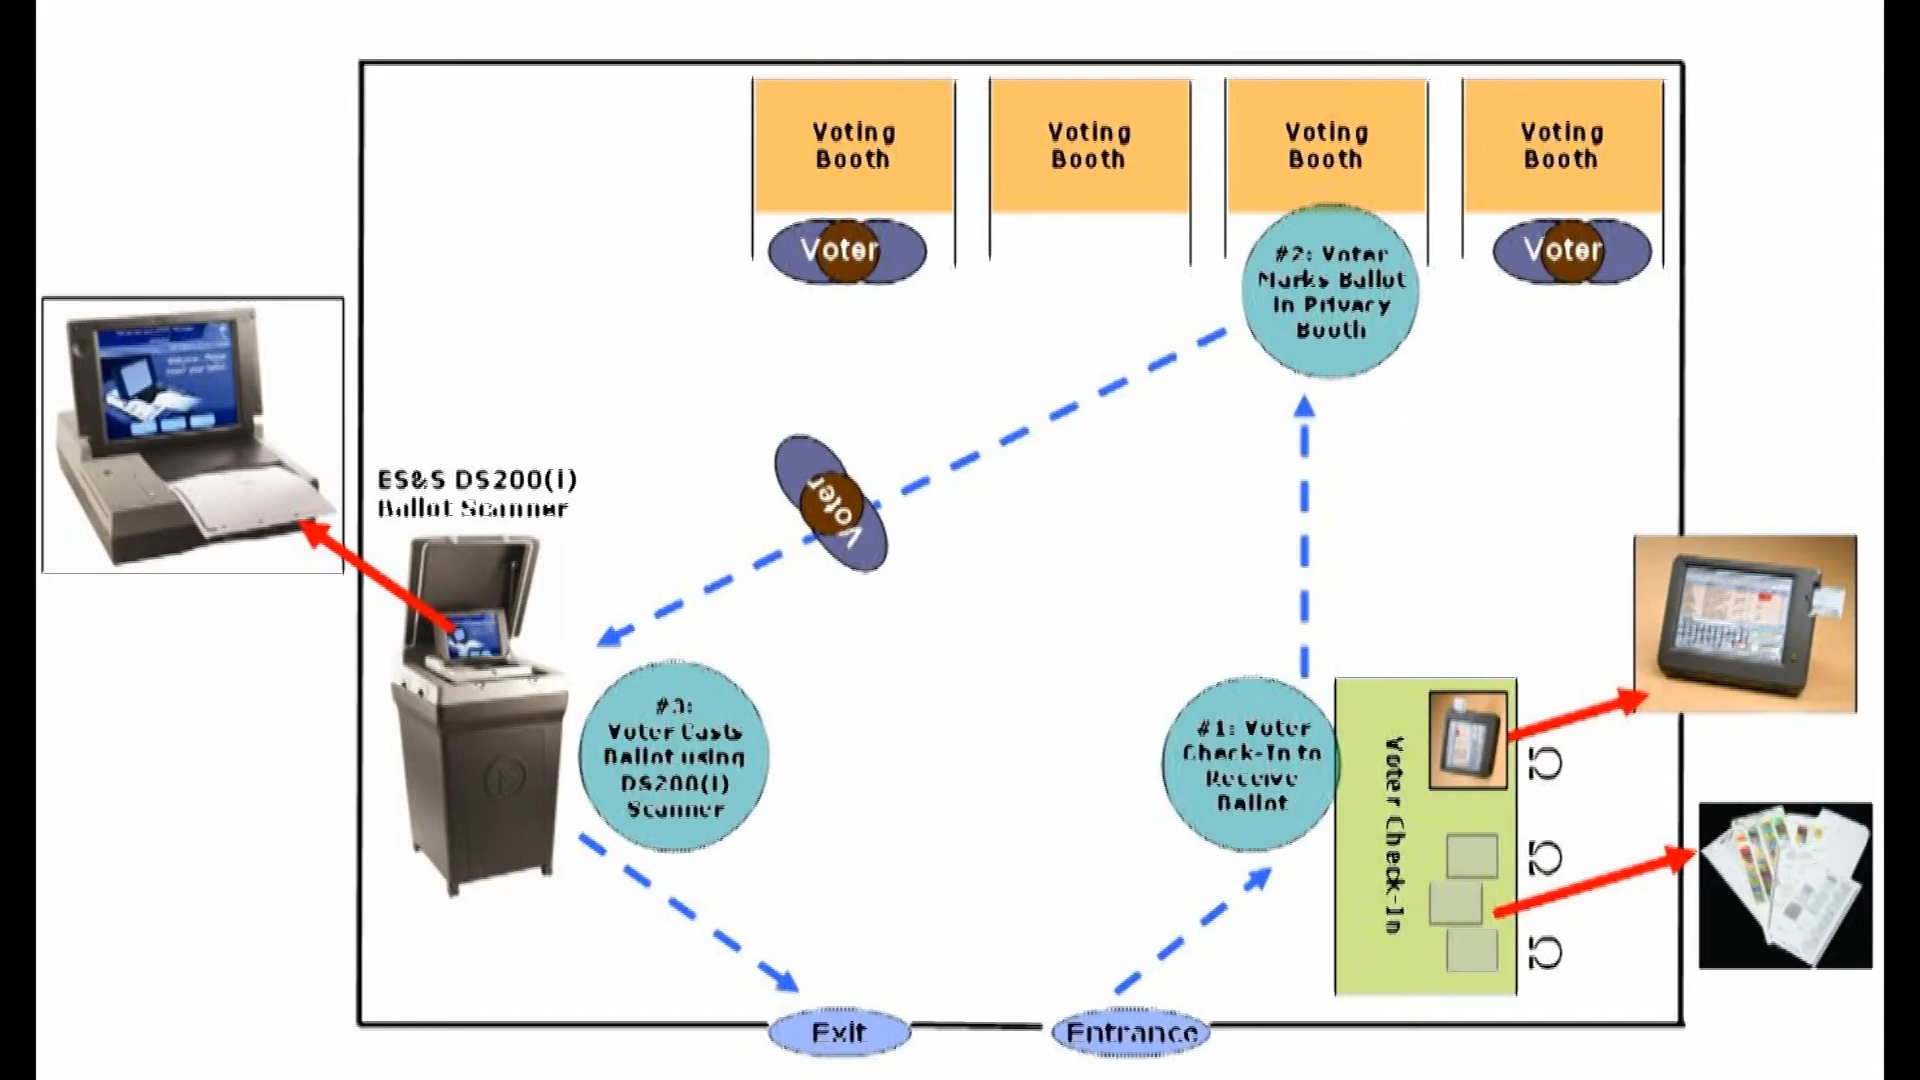 Voting
Booth
Voting
Booth
Voting
Booth
Voting
Booth
Voter
Voter
#2: Voter
Marks Ballot
In Privacy
Booth
Voter
ES&S DS200(i)
Ballot Scanner
#3:
Voter Casts
Ballot using
DS200(i)
Scanner
#1: Voter
Check-In to
Receive
Ballot
Voter Check-In
Exit
Entrance